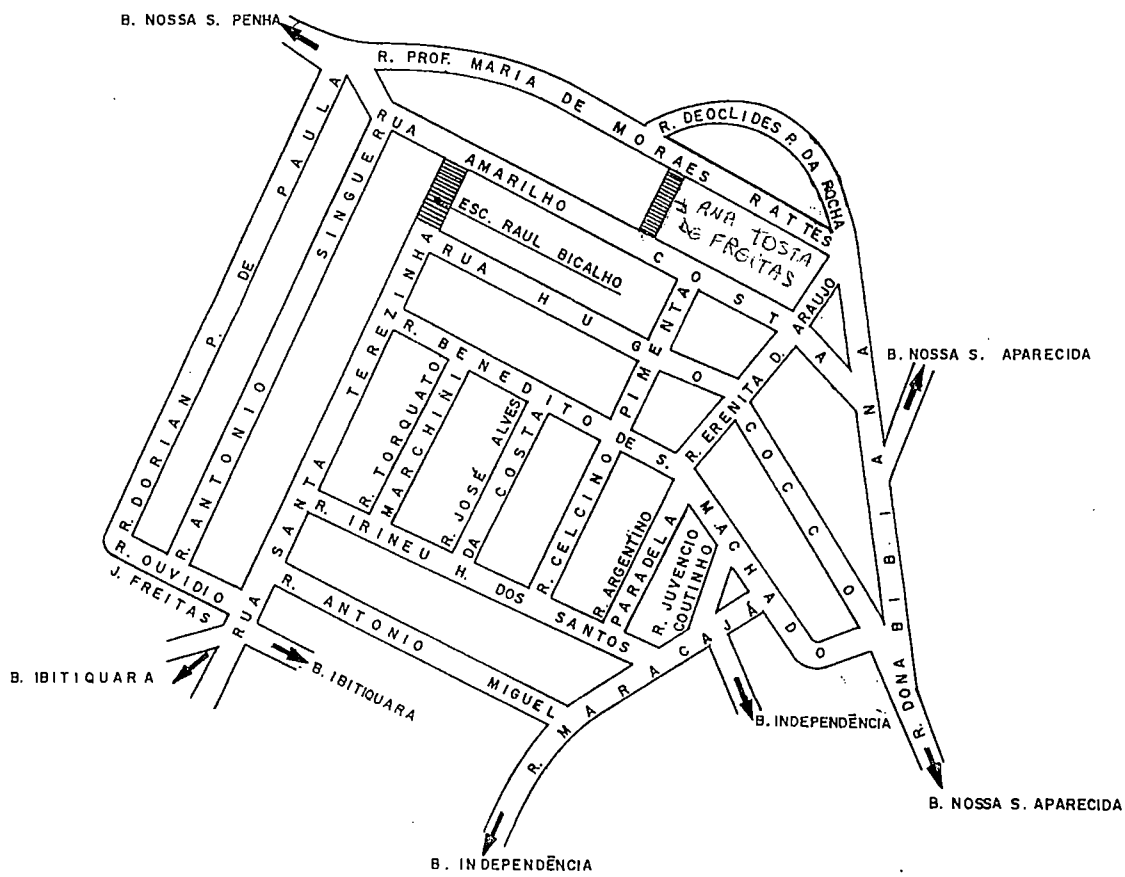 B. NOSSA S. PENHA
R. PROF. MARIA DE MORAES RATTES
R. DEOCLIDES P. DA ROCHA
RUA AMARILHO COSTA
ANA TOSTA
DE FREITAS
ESC. RAUL BICALHO
RUA HUGO COCCO
R. DORIAN P. DE PAULA
R. ANTONIO SINGUER
RUA SANTA TEREZINHA
R. BENEDITO DE S. MACHADO
R. ERENITA D. ARAUJO
R. CELCINO PIMENTA
R. TORQUATO
MARCHINI
R. JOSÉ ALVES
DA COSTA
R. ARGENTINO
PARADELA
R. JUVENCIO
COUTINHO
R. IRINEU H. DOS SANTOS
R. OUVIDIO
J. FREITAS
R. ANTONIO MIGUEL
R. MARACAJÁ
R. DONA BIBIANA
B. NOSSA S. APARECIDA
B. IBITIQUARA
B. IBITIQUARA
B. INDEPENDÊNCIA
B. INDEPENDÊNCIA
B. NOSSA S. APARECIDA